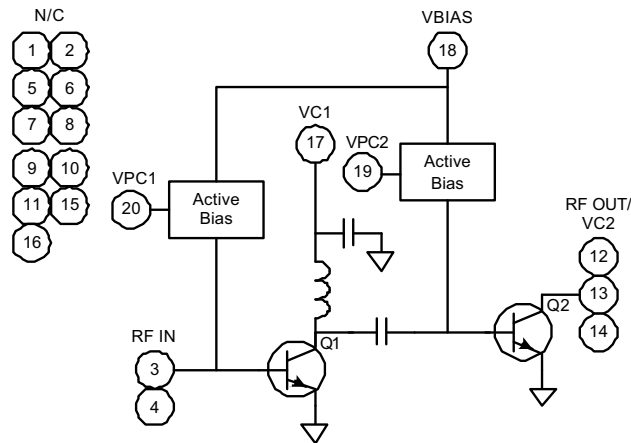 N/C
1 2
5 6
7 8
9 10
11 15
16
VBIAS
18
VC1
17
VPC2
19
Active
Bias
VPC1
20
Active
Bias
RF OUT/
VC2
12
13
14
Q2
Q1
RF IN
3
4